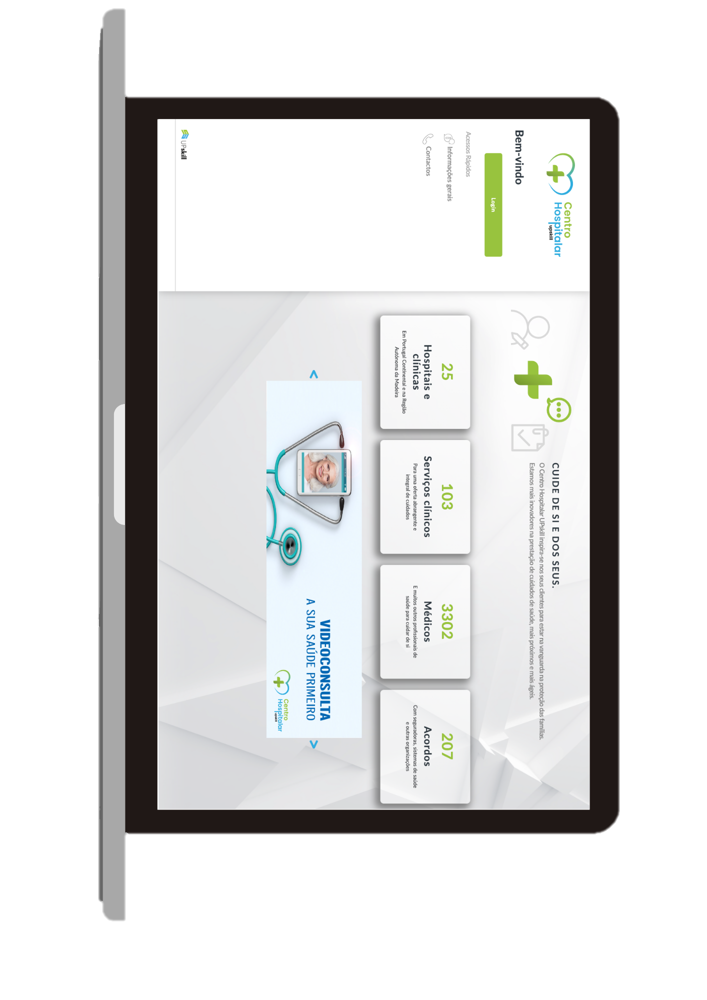 Centro
Hospitalar
upskill
Bem-vindo
Login
Acessos Rápidos
Informações gerais
Contactos
UPskill
CUIDE DE SI E DOS SEUS.
O Centro Hospitalar UPskill inspira-se nos seus clientes para estar na vanguarda na proteção das famílias.
Estamos mais inovadores na prestação de cuidados de saúde, mais próximos e mais ágeis.
25
Hospitais e
clínicas
Em Portugal Continental e na Região
Autónoma da Madeira
103
Serviços clínicos
Para uma oferta abrangente e
integral de cuidados
3302
Médicos
E muitos outros profissionais de
saúde para cuidar de si
207
Acordos
Com seguradoras, sistemas de saúde
e outras organizações
<
VIDEOCONSULTA
A SUA SAÚDE PRIMEIRO
Centro
Hospitalar
upskill
>